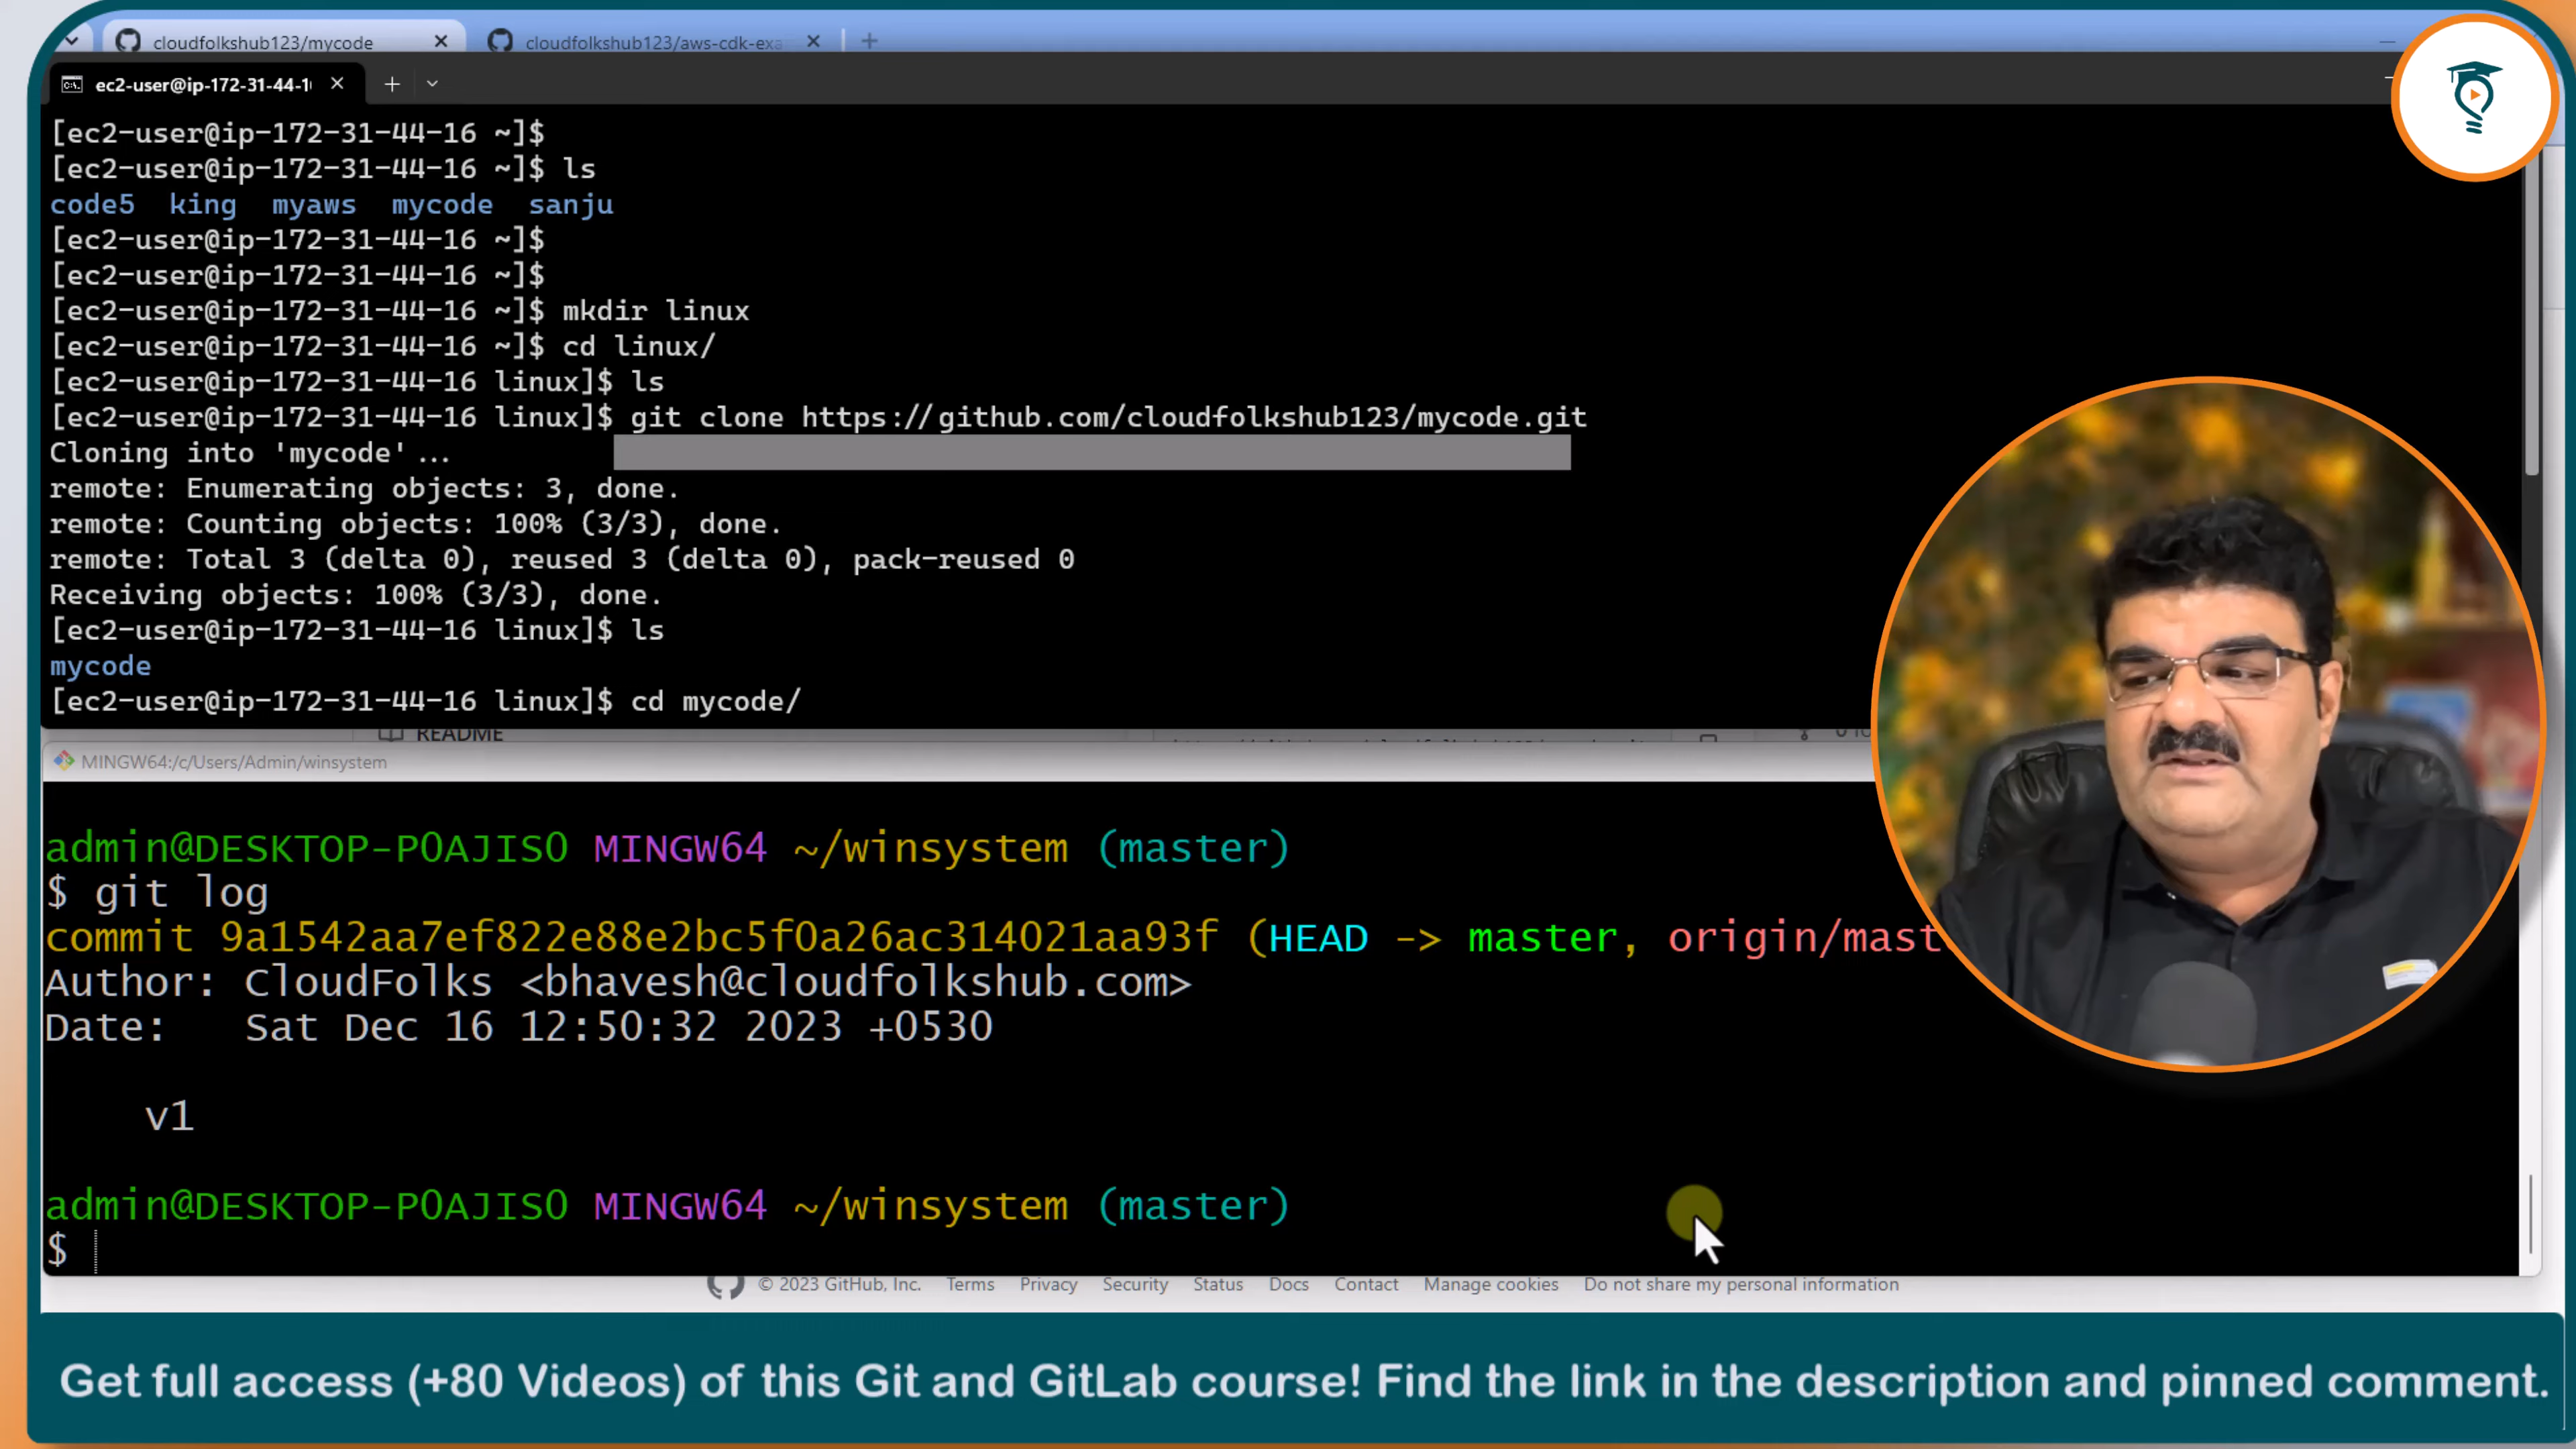 cloudfolkshub123/mycode
cloudfolkshub123/aws-cdk-exa
ec2-user@ip-172-31-44-1
[ec2-user@ip-172-31-44-16 ~]$
[ec2-user@ip-172-31-44-16 ~]$ ls
code5 king myaws mycode sanju
[ec2-user@ip-172-31-44-16 ~]$
[ec2-user@ip-172-31-44-16 ~]$
[ec2-user@ip-172-31-44-16 ~]$ mkdir linux
[ec2-user@ip-172-31-44-16 ~]$ cd linux/
[ec2-user@ip-172-31-44-16 linux]$ ls
[ec2-user@ip-172-31-44-16 linux]$ git clone https://github.com/cloudfolkshub123/mycode.git
Cloning into 'mycode'...
remote: Enumerating objects: 3, done.
remote: Counting objects: 100% (3/3), done.
remote: Total 3 (delta 0), reused 3 (delta 0), pack-reused 0
Receiving objects: 100% (3/3), done.
[ec2-user@ip-172-31-44-16 linux]$ ls
mycode
[ec2-user@ip-172-31-44-16 linux]$ cd mycode/
README
MINGW64:/c/Users/Admin/winsystem
admin@DESKTOP-P0AJISO MINGW64 ~/winsystem (master)
$ git log
commit 9a1542aa7ef822e88e2bc5f0a26ac314021aa93f (HEAD -> master, origin/mast
Author: CloudFolks <bhavesh@cloudfolkshub.com>
Date: Sat Dec 16 12:50:32 2023 +0530
v1
admin@DESKTOP-P0AJISO MINGW64 ~/winsystem (master)
$
© 2023 GitHub, Inc. Terms Privacy Security Status Docs Contact Manage cookies Do not share my personal information
Get full access (+80 Videos) of this Git and GitLab course! Find the link in the description and pinned comment.